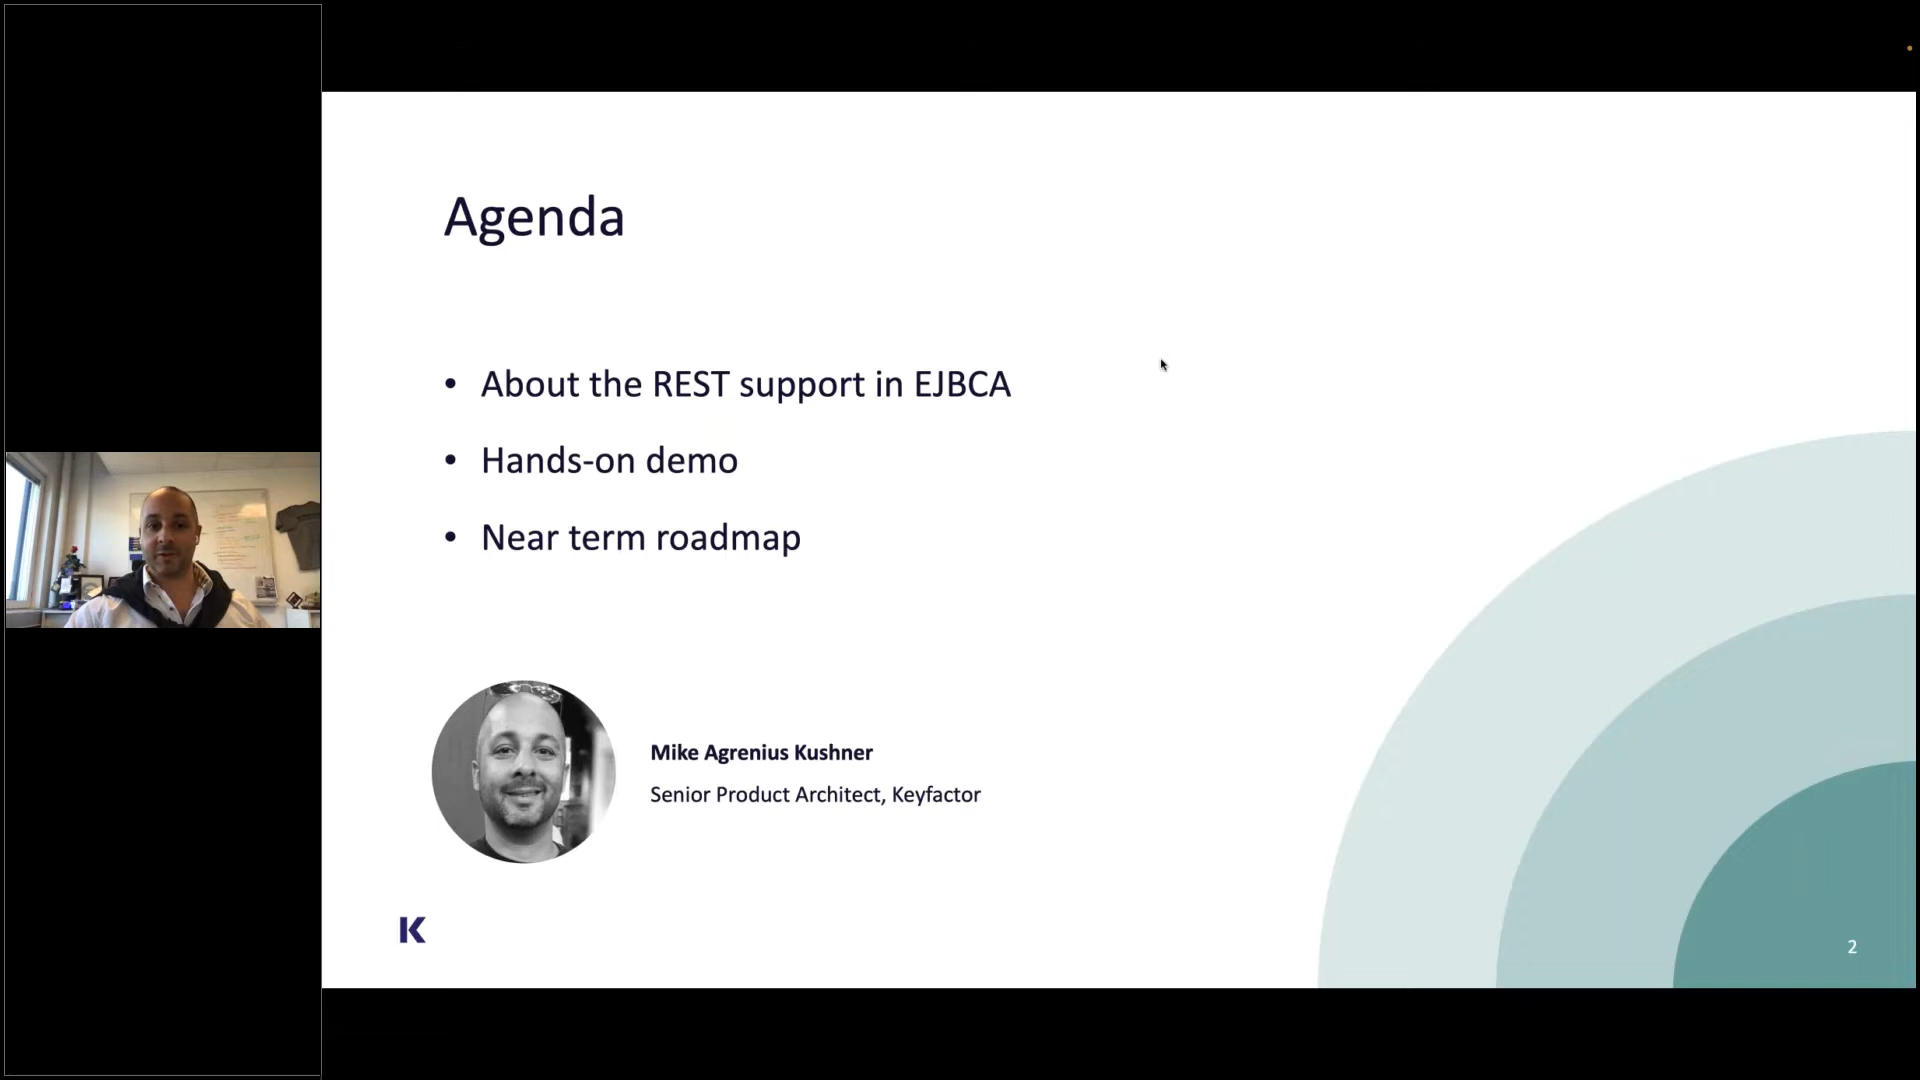 Agenda
• About the REST support in EJBCA
• Hands-on demo
• Near term roadmap
Mike Agrenius Kushner
Senior Product Architect, Keyfactor
K
2